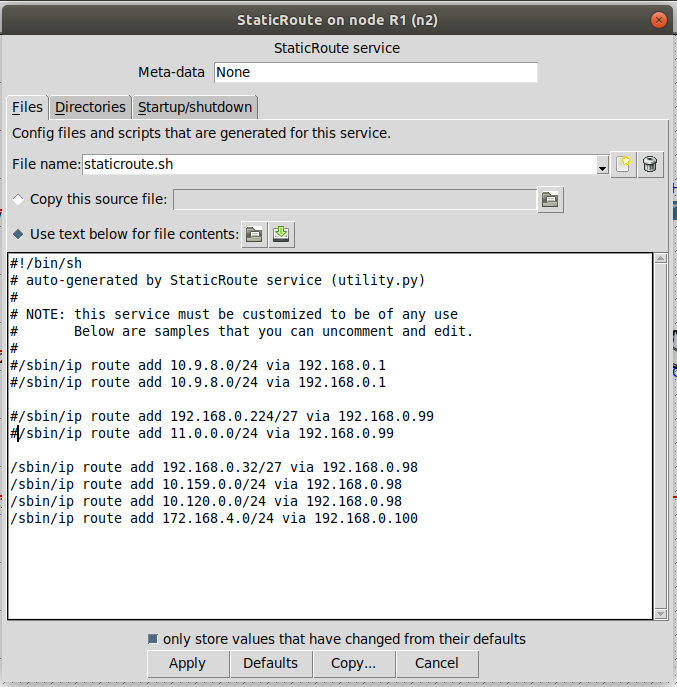 StaticRoute on node R1 (n2)
StaticRoute service
Meta-data None
Files Directories Startup/shutdown
Config files and scripts that are generated for this service.
File name: staticroute.sh
Copy this source file:
Use text below for file contents:
#!/bin/sh
# auto-generated by StaticRoute service (utility.py)
#
# NOTE: this service must be customized to be of any use
#       Below are samples that you can uncomment and edit.
#
#/sbin/ip route add 10.9.8.0/24 via 192.168.0.1
#/sbin/ip route add 10.9.8.0/24 via 192.168.0.1
#/sbin/ip route add 192.168.0.224/27 via 192.168.0.99
#/sbin/ip route add 11.0.0.0/24 via 192.168.0.99
/sbin/ip route add 192.168.0.32/27 via 192.168.0.98
/sbin/ip route add 10.159.0.0/24 via 192.168.0.98
/sbin/ip route add 10.120.0.0/24 via 192.168.0.98
/sbin/ip route add 172.168.4.0/24 via 192.168.0.100
only store values that have changed from their defaults
Apply Defaults Copy... Cancel